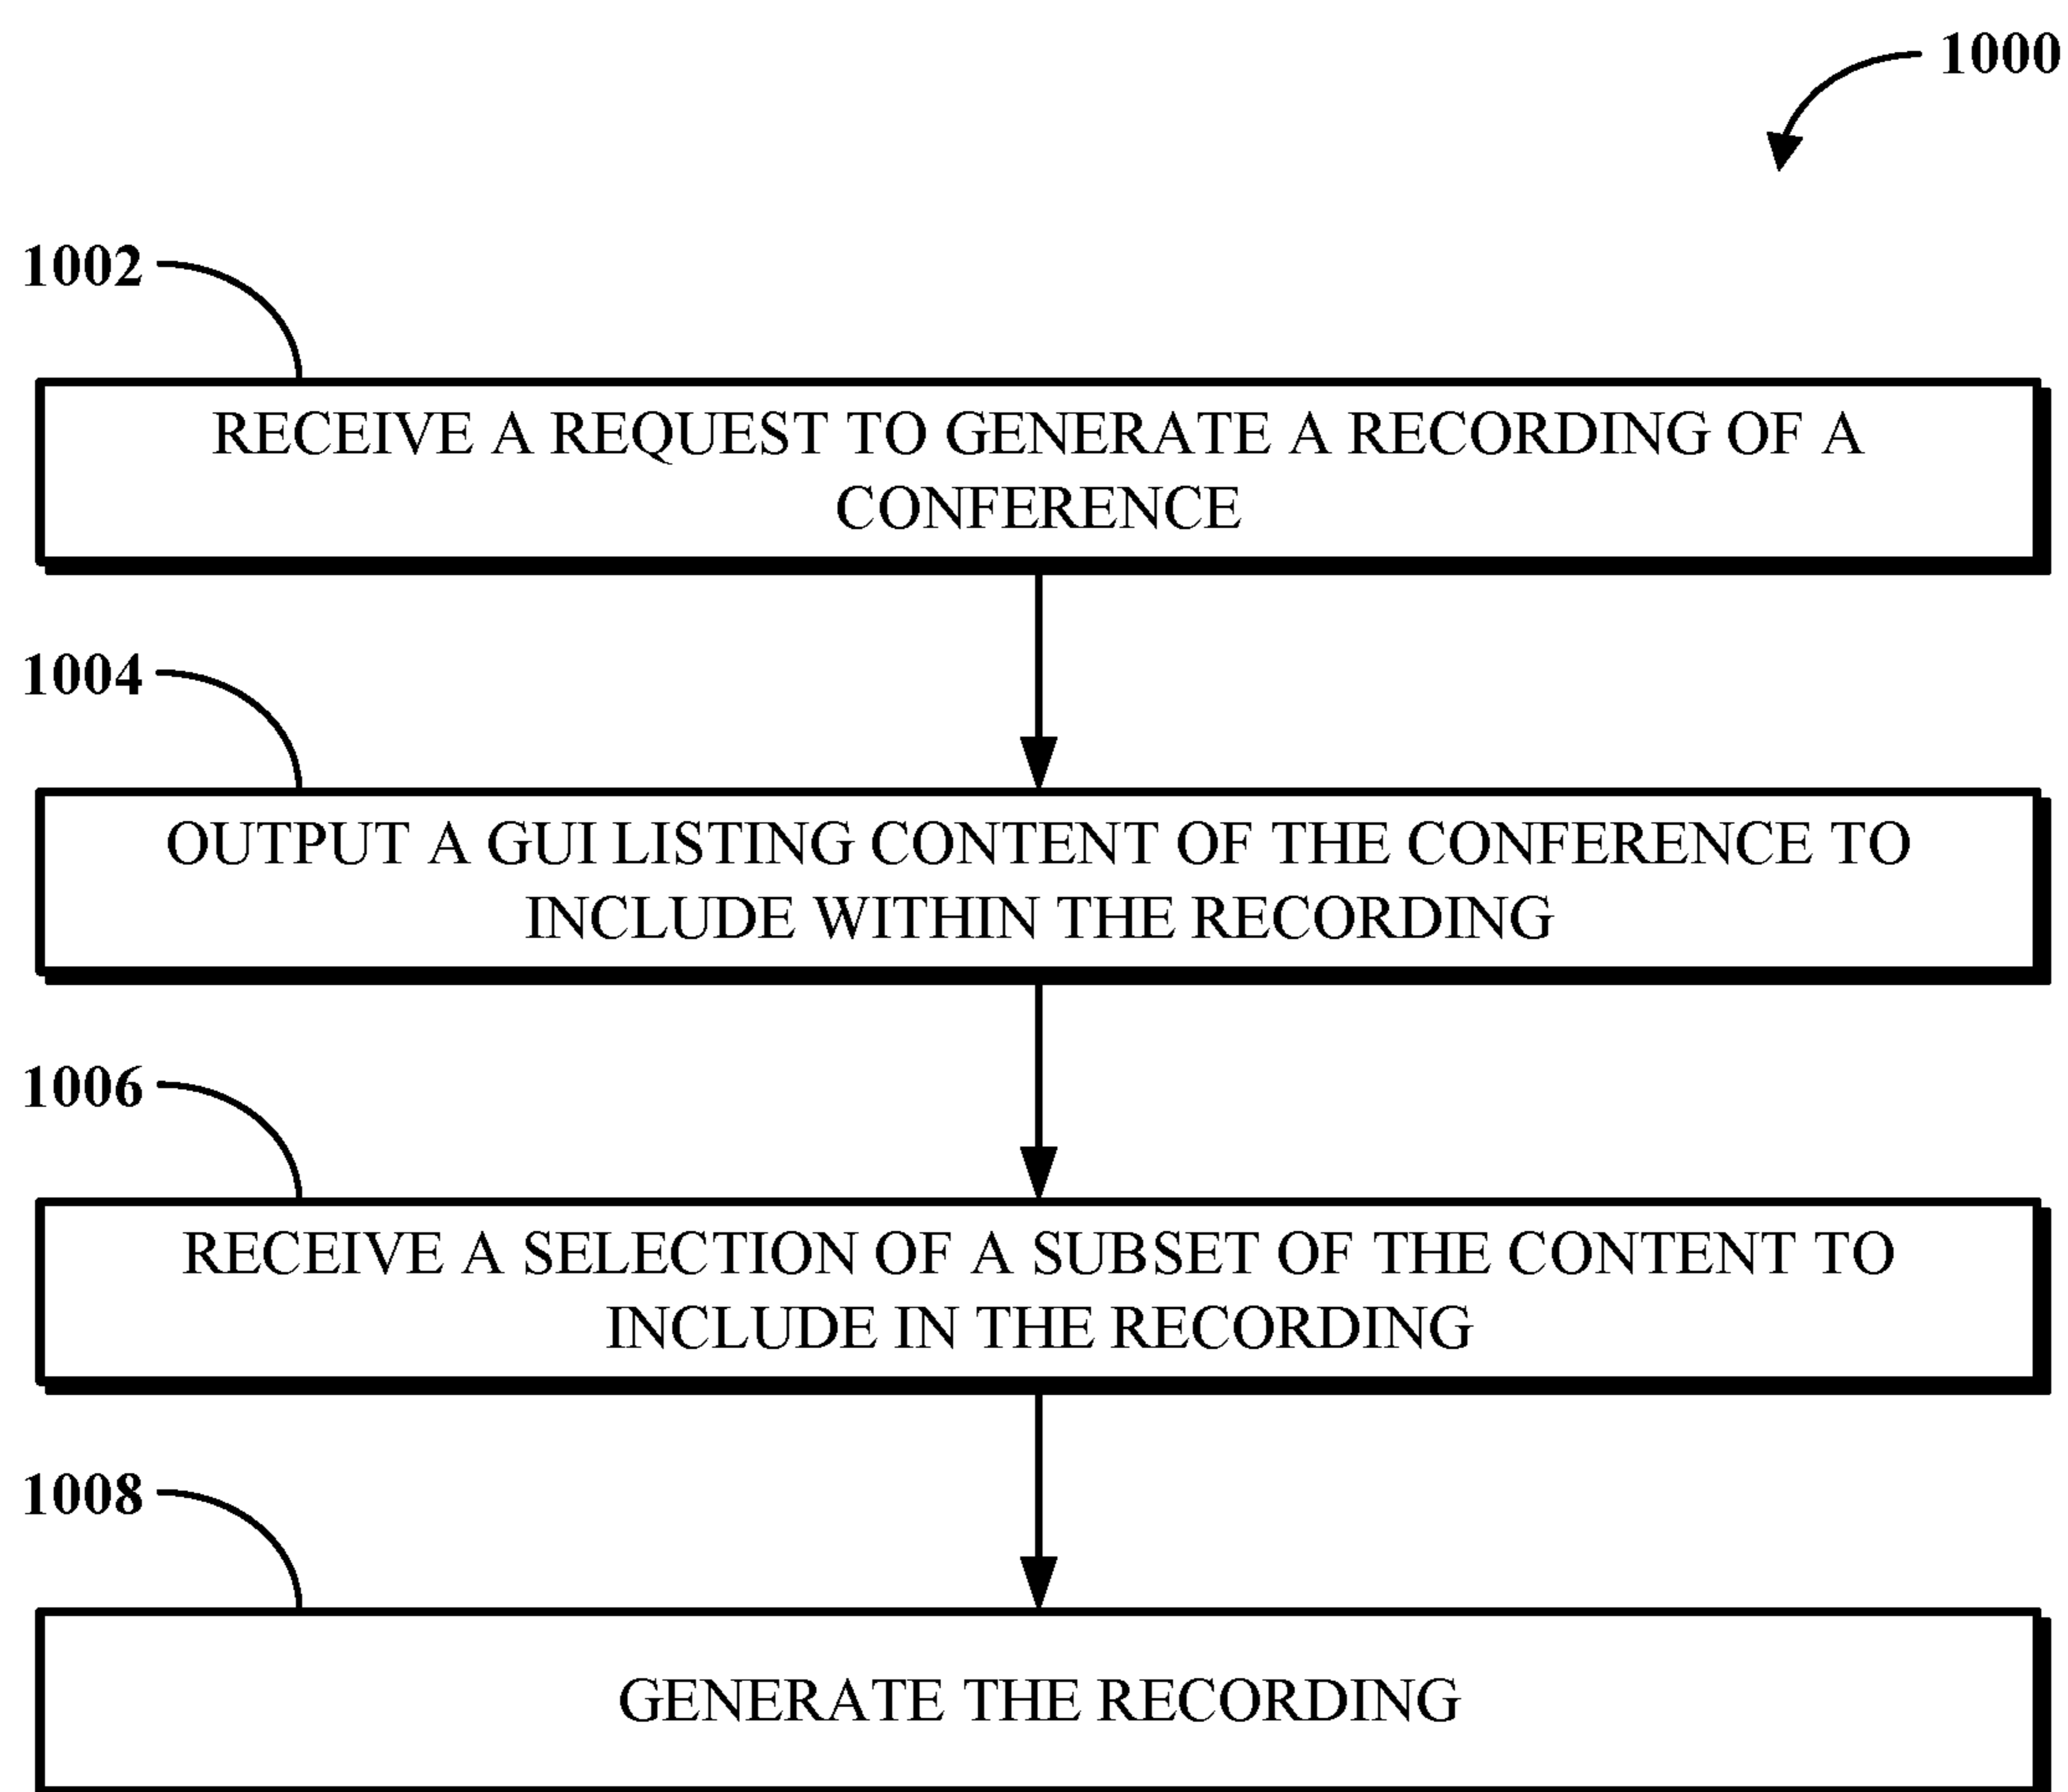 1000
1002
RECEIVE A REQUEST TO GENERATE A RECORDING OF A
CONFERENCE
1004
OUTPUT A GUI LISTING CONTENT OF THE CONFERENCE TO
INCLUDE WITHIN THE RECORDING
1006
RECEIVE A SELECTION OF A SUBSET OF THE CONTENT TO
INCLUDE IN THE RECORDING
1008
GENERATE THE RECORDING